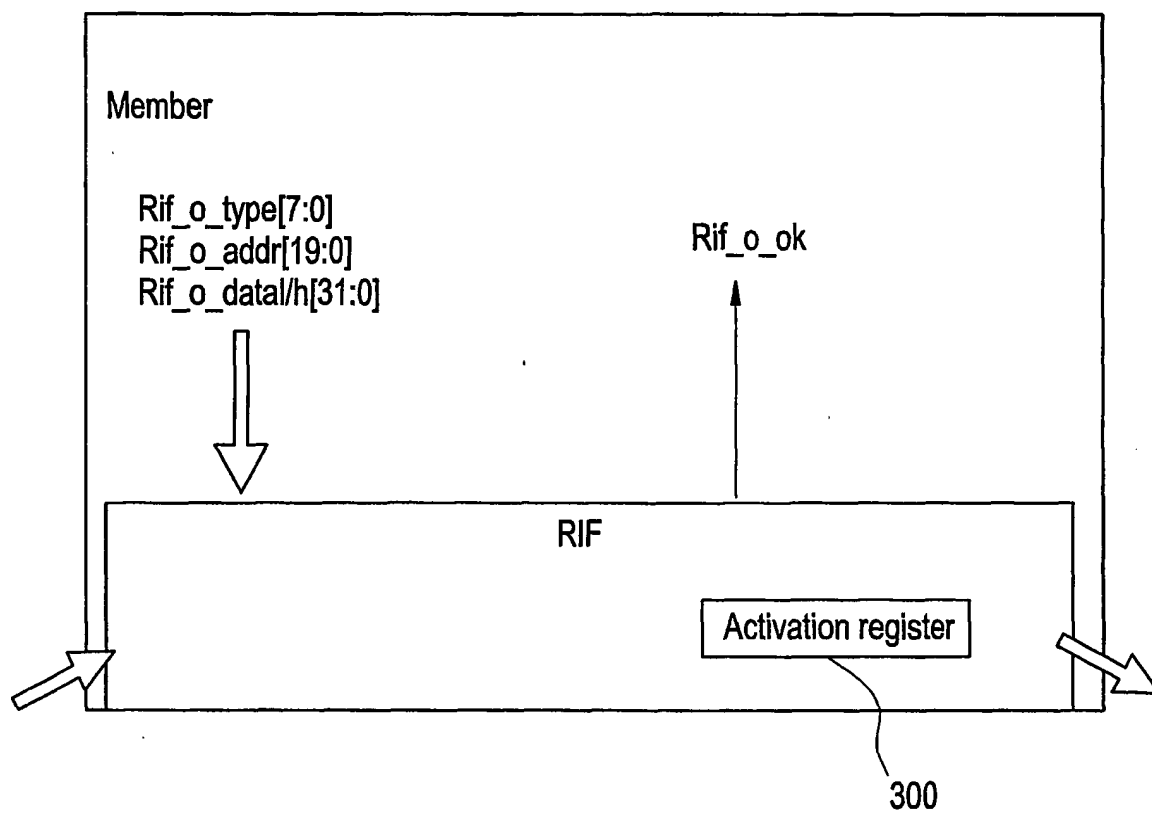 Member
Rif_o_type[7:0]
Rif_o_addr[19:0]
Rif_o_datal/h[31:0]
Rif_o_ok
RIF
Activation register
300